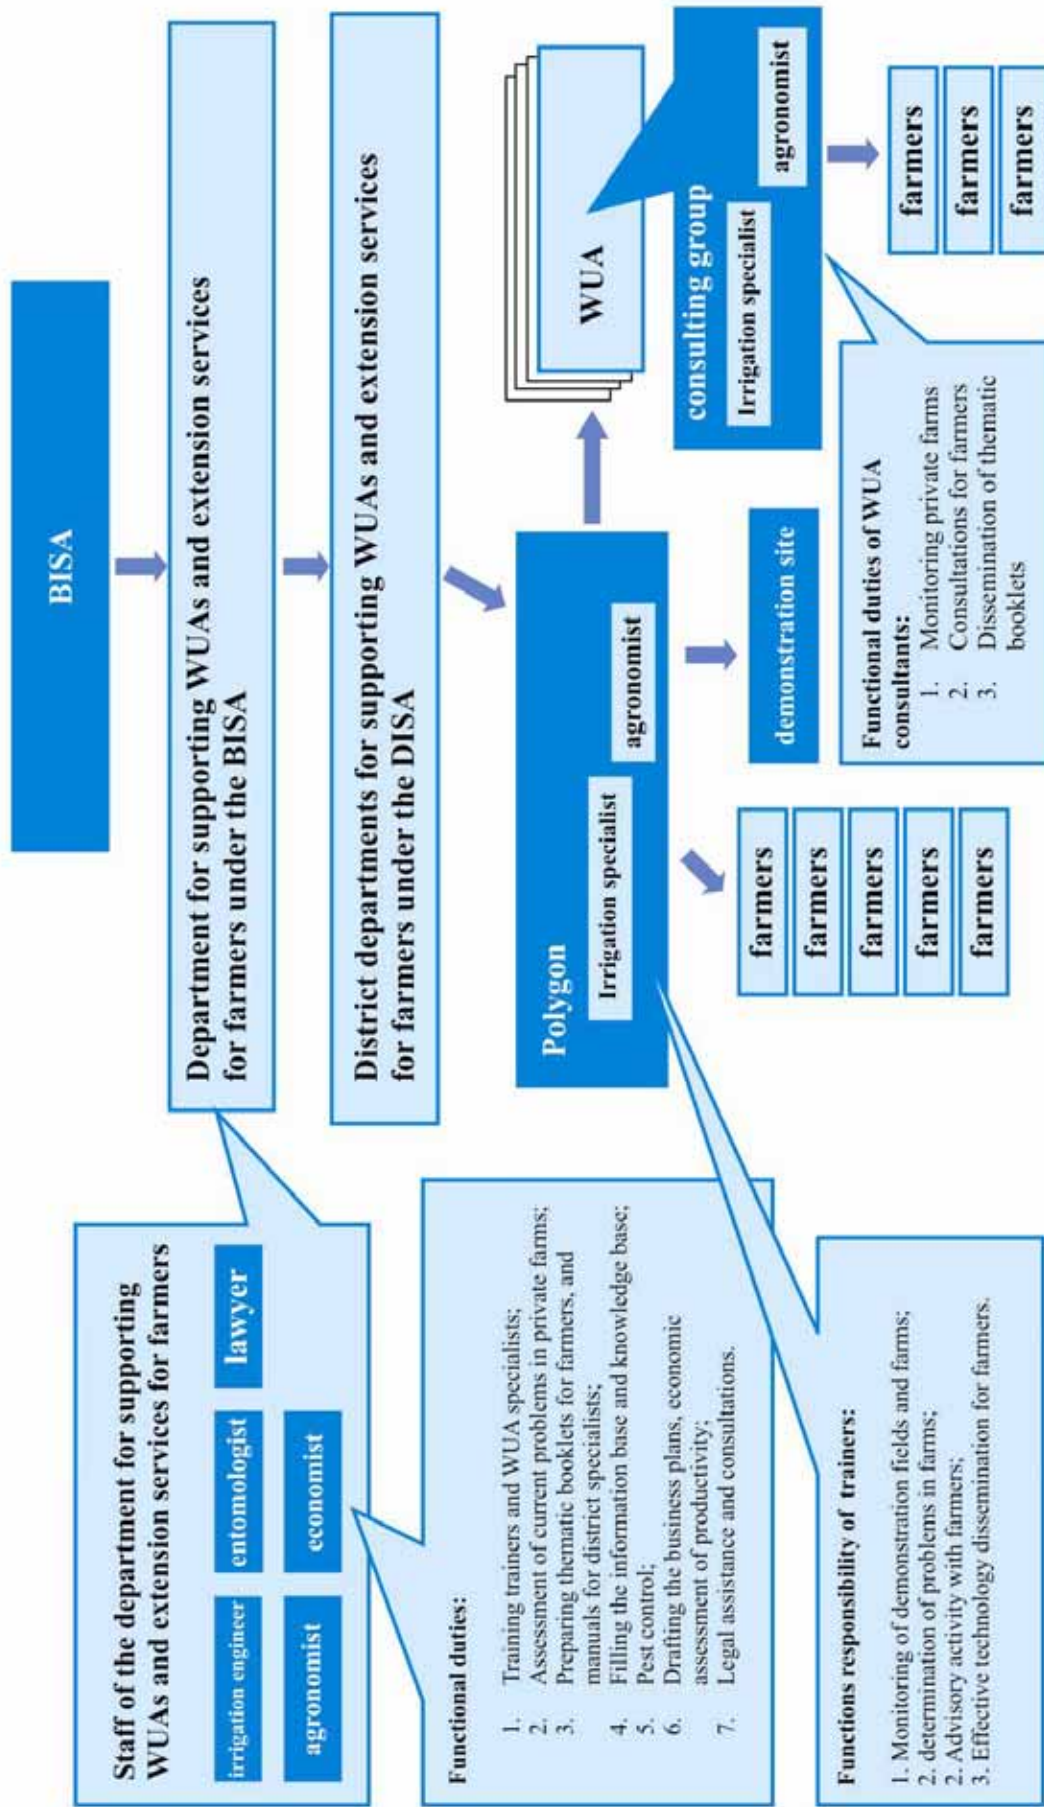 BISA
Staff of the department for supporting
WUAs and extension services for farmers
irrigation engineer
entomologist
lawyer
agronomist
economist
Department for supporting WUAs and extension services
for farmers under the BISA
District departments for supporting WUAs and extension services
for farmers under the DISA
Functional duties:
1. Training trainers and WUA specialists;
2. Assessment of current problems in private farms;
3. Preparing thematic booklets for farmers, and
manuals for district specialists;
4. Filling the information base and knowledge base;
5. Pest control;
6. Drafting the business plans, economic
assessment of productivity;
7. Legal assistance and consultations.
Polygon
Irrigation specialist
agronomist
WUA
consulting group
Irrigation specialist
agronomist
demonstration site
farmers
farmers
farmers
farmers
farmers
farmers
farmers
farmers
Functions responsibility of trainers:
1. Monitoring of demonstration fields and farms;
2. determination of problems in farms;
2. Advisory activity with farmers;
3. Effective technology dissemination for farmers.
Functional duties of WUA
consultants:
1. Monitoring private farms
2. Consultations for farmers
3. Dissemination of thematic
booklets